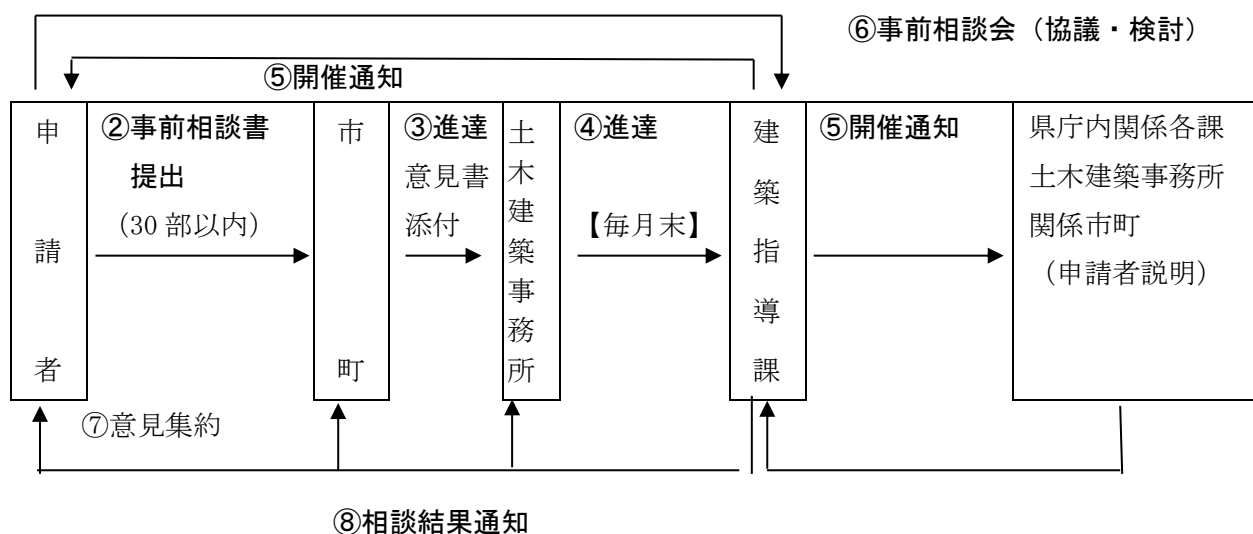 ⑥事前相談会（協議・検討）
⑤開催通知
申請者
②事前相談書
提出
（30 部以内）
市町
③進達
意見書
添付
土木建築事務所
④進達
【毎月末】
建築指導課
⑤開催通知
県庁内関係各課
土木建築事務所
関係市町
（申請者説明）
⑦意見集約
⑧相談結果通知